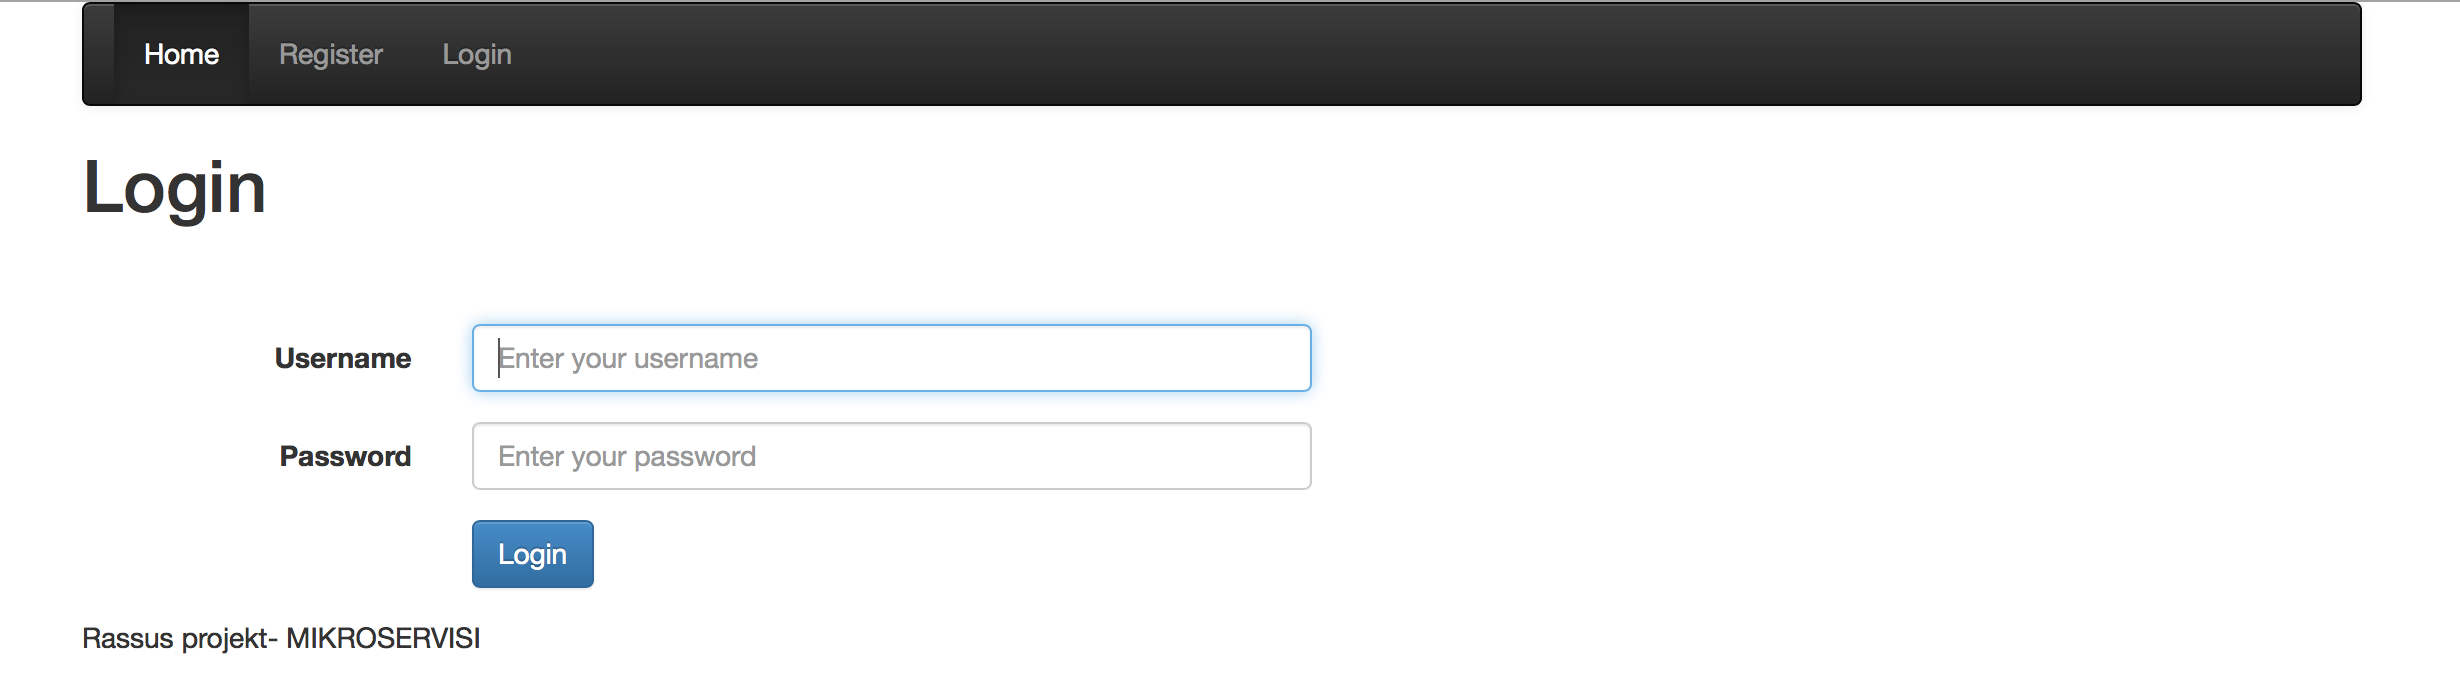 Home Register Login
Login
Username Enter your username
Password Enter your password
Login
Rassus projekt- MIKROSERVISI